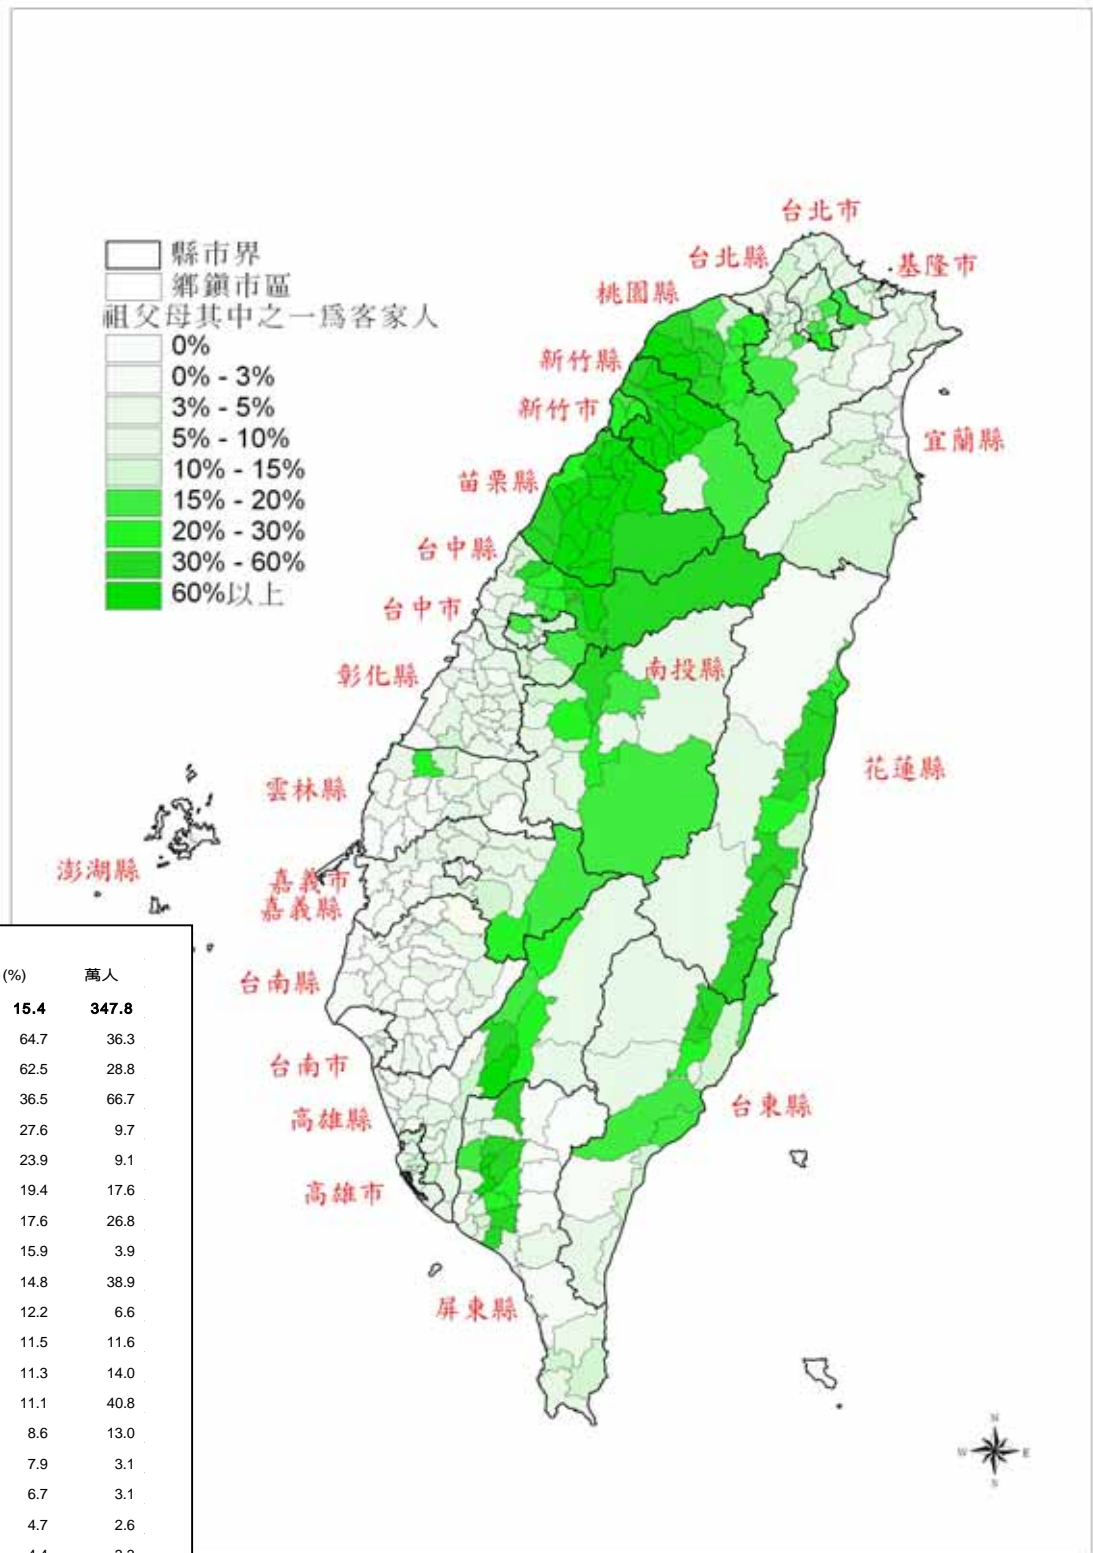 台北市
台北縣
基隆市
桃園縣
新竹縣
新竹市
宜蘭縣
苗栗縣
台中縣
台中市
彰化縣
南投縣
花蓮縣
雲林縣
澎湖縣
嘉義市
嘉義縣
台南縣
台南市
高雄縣
台東縣
高雄市
屏東縣
縣市界
鄉鎮市區
祖父母其中之一為客家人
0%
0% - 3%
3% - 5%
5% - 10%
10% - 15%
15% - 20%
20% - 30%
30% - 60%
60%以上
(%) 萬人
15.4 347.8
64.7 36.3
62.5 28.8
36.5 66.7
27.6 9.7
23.9 9.1
19.4 17.6
17.6 26.8
15.9 3.9
14.8 38.9
12.2 6.6
11.5 11.6
11.3 14.0
11.1 40.8
8.6 13.0
7.9 3.1
6.7 3.1
4.7 2.6
N
W E
S